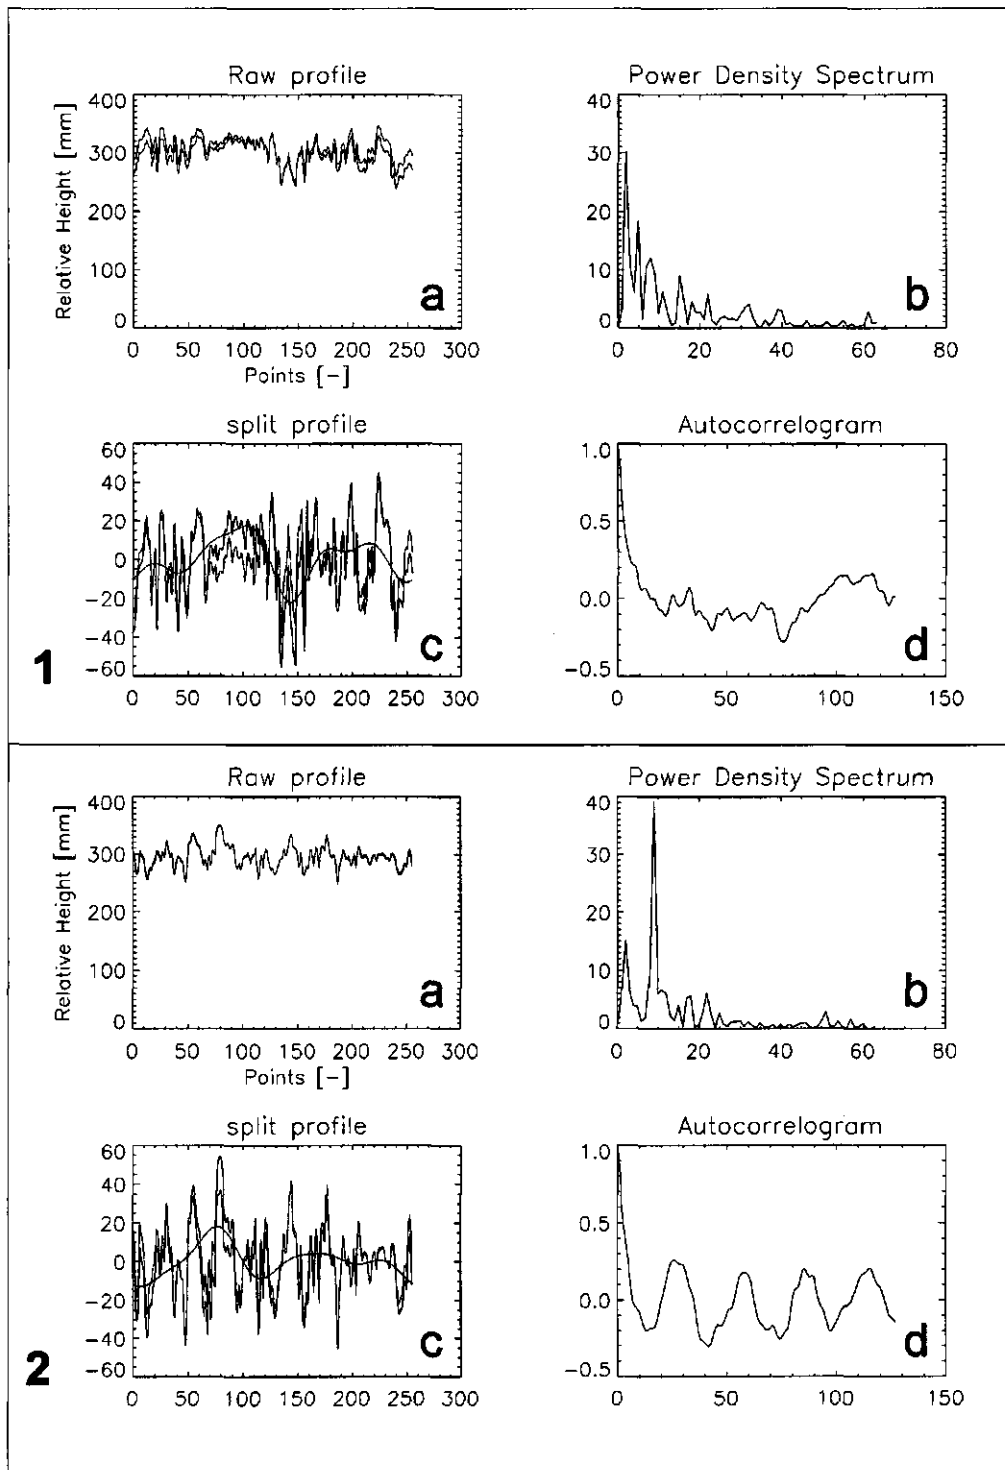 Raw profile
Power Density Spectrum
Relative Height [mm]
400
300
200
100
0
0 50 100 150 200 250 300
Points [-]
a
40
30
20
10
0
0 20 40 60 80
b
split profile
Autocorrelogram
60
40
20
0
-20
-40
-60
0 50 100 150 200 250 300
c
1.0
0.5
0.0
-0.5
0 50 100 150
d
1
Raw profile
Power Density Spectrum
Relative Height [mm]
400
300
200
100
0
0 50 100 150 200 250 300
Points [-]
a
40
30
20
10
0
0 20 40 60 80
b
split profile
Autocorrelogram
60
40
20
0
-20
-40
-60
0 50 100 150 200 250 300
c
1.0
0.5
0.0
-0.5
0 50 100 150
d
2